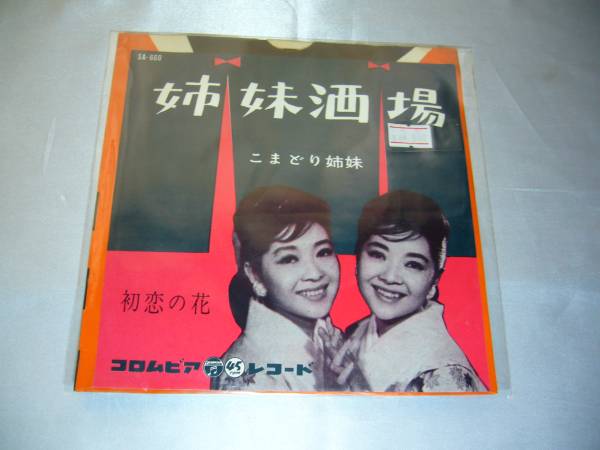 SA-660
姉妹酒場
こまどり姉妹
初恋の花
コロムビア 45 レコード